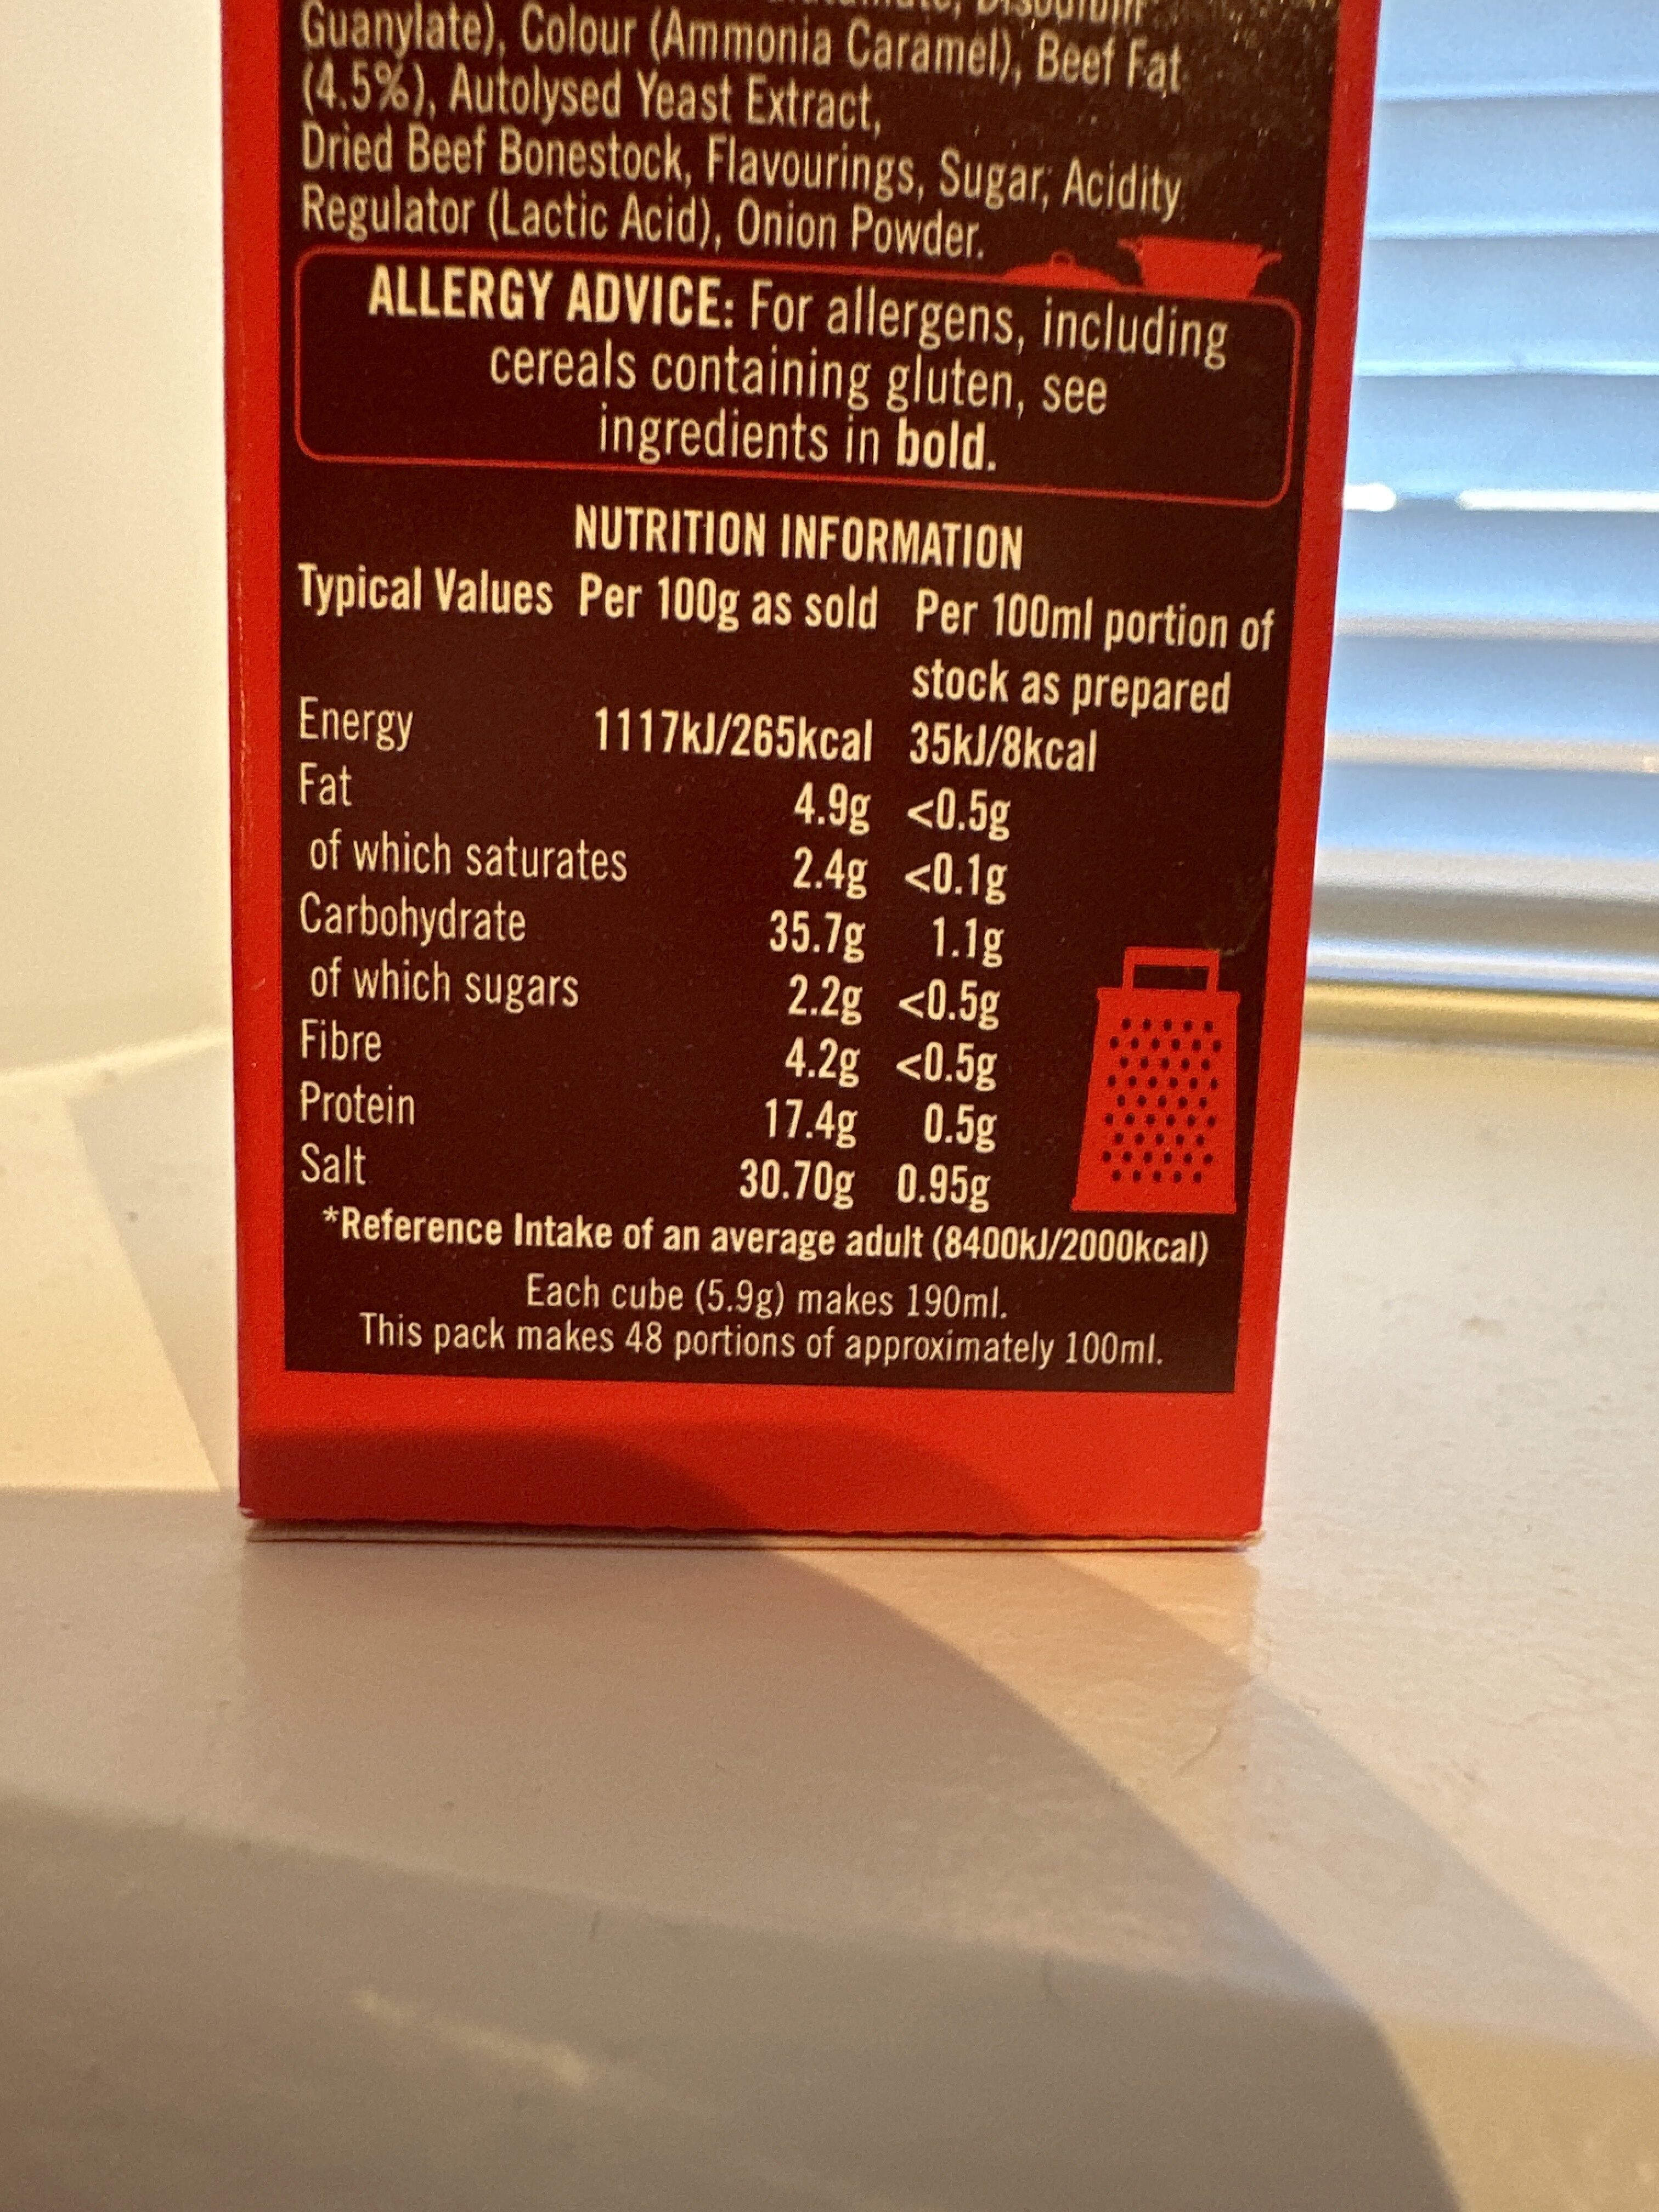 Guanylate), Colour (Ammonia Caramel), Beef Fat
(4.5%), Autolysed Yeast Extract,
Dried Beef Bonestock, Flavourings, Sugar, Acidity
Regulator (Lactic Acid), Onion Powder.
ALLERGY ADVICE: For allergens, including
cereals containing gluten, see
ingredients in bold.
NUTRITION INFORMATION
Typical Values Per 100g as sold Per 100ml portion of
stock as prepared
Energy 1117kJ/265kcal 35kJ/8kcal
Fat 4.9g <0.5g
of which saturates 2.4g <0.1g
Carbohydrate 35.7g 1.1g
of which sugars 2.2g <0.5g
Fibre 4.2g <0.5g
Protein 17.4g 0.5g
Salt 30.70g 0.95g
*Reference Intake of an average adult (8400kJ/2000kcal)
Each cube (5.9g) makes 190ml.
This pack makes 48 portions of approximately 100ml.